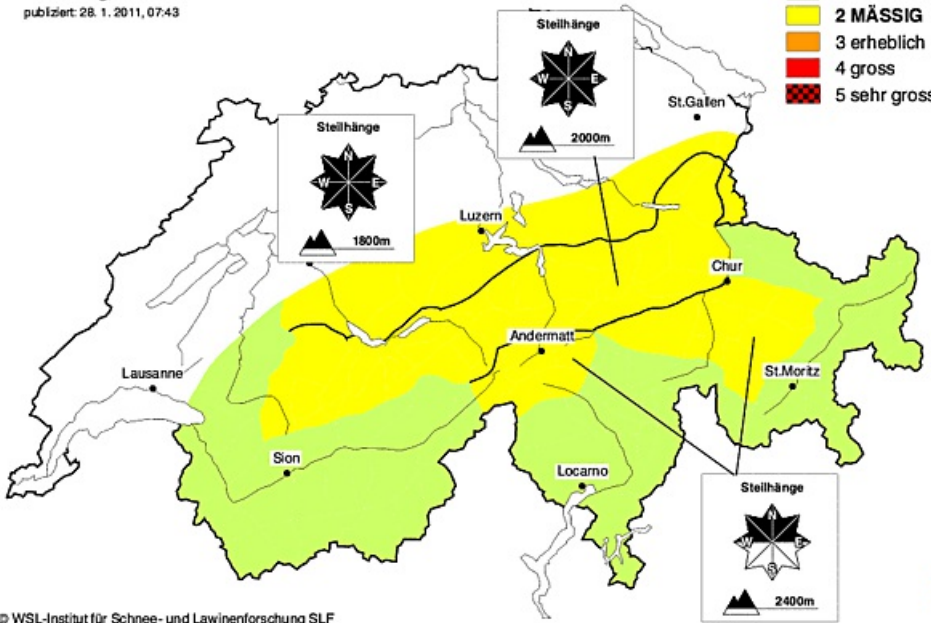 publiziert: 28. 1. 2011, 07:43
2 MÄSSIG
3 erheblich
4 gross
5 sehr gross
Steilhänge
N
W E
S
2000m
St.Gallen
Steilhänge
N
W E
S
1800m
Luzern
Chur
Andermatt
Lausanne
St.Moritz
Sion
Locarno
Steilhänge
N
W E
S
2400m
© WSL-Institut für Schnee- und Lawinenforschung SLF